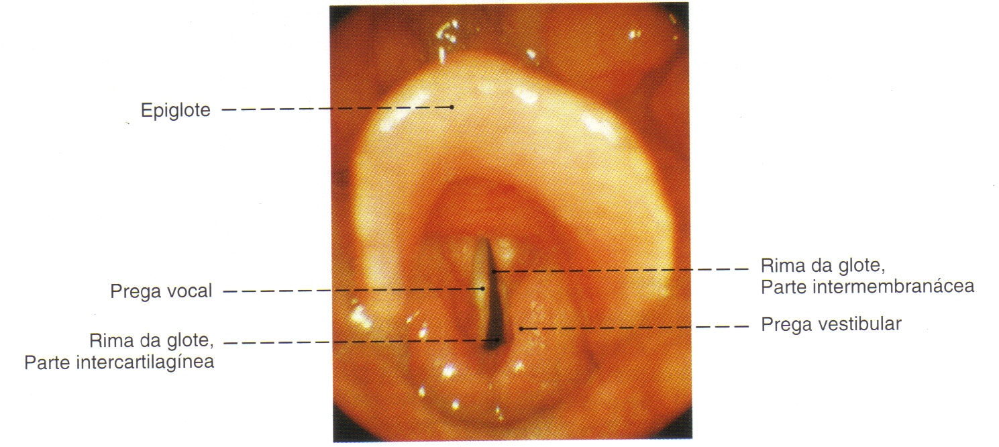 Epiglote
Prega vocal
Rima da glote,
Parte intercartilagínea
Rima da glote,
Parte intermembranácea
Prega vestibular